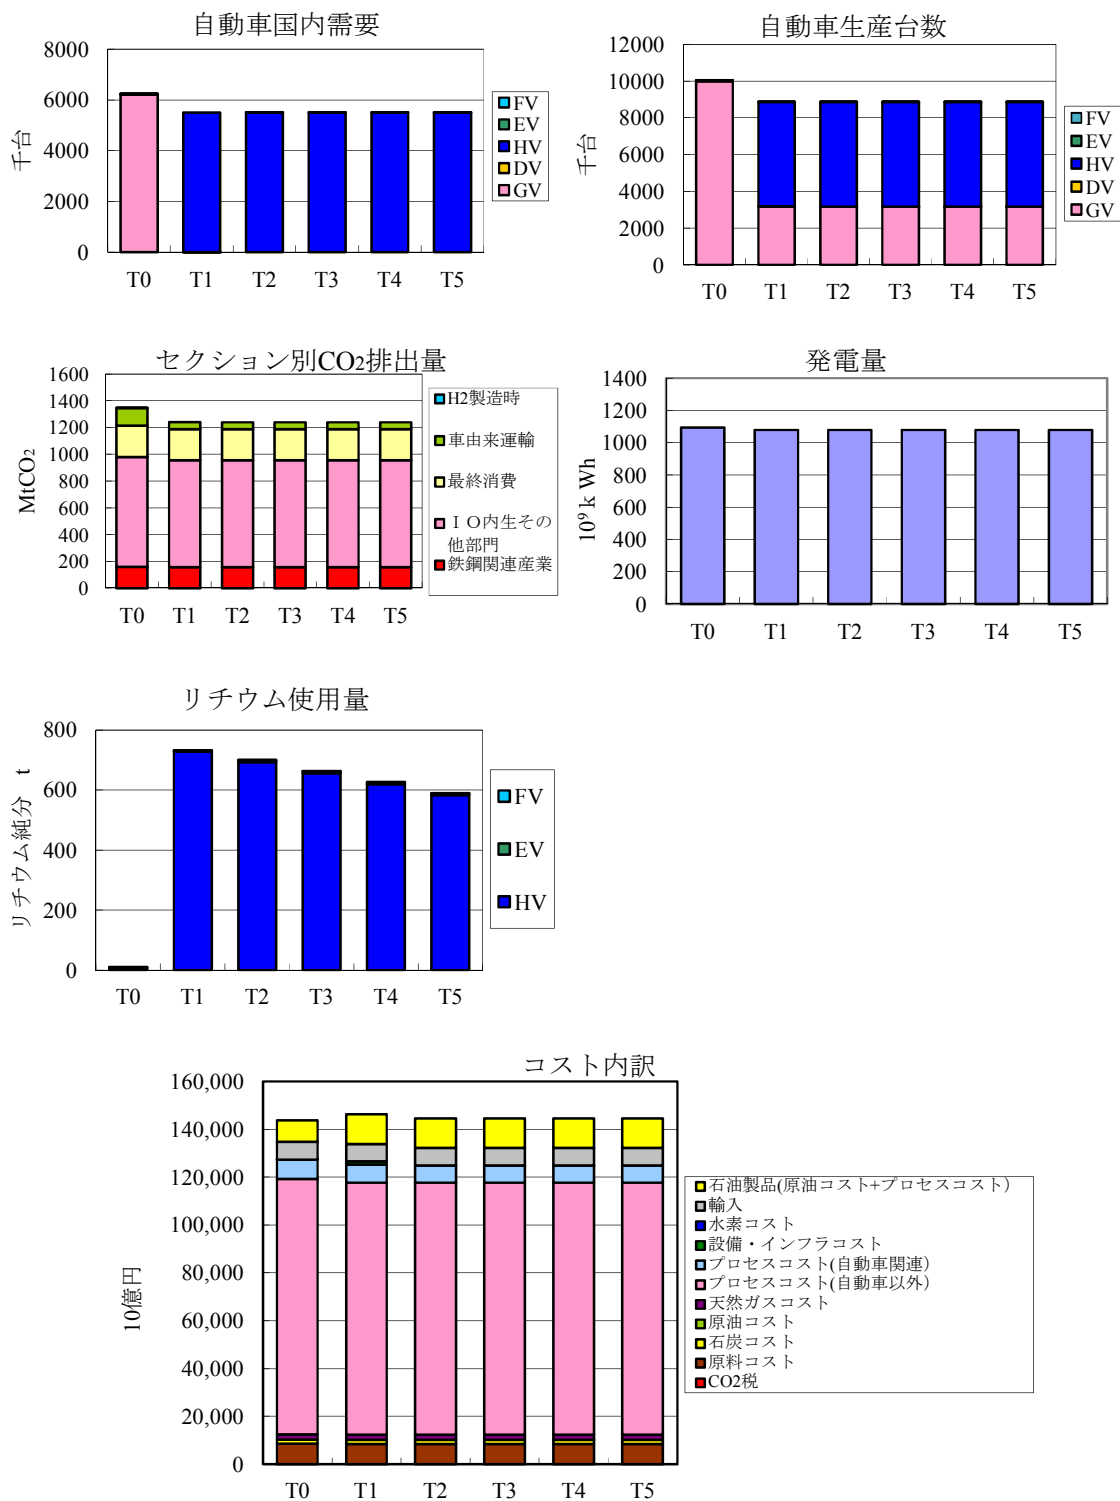 自動車国内需要
8000
6000
4000
2000
0
千台
T0 T1 T2 T3 T4 T5
FV
EV
HV
DV
GV
自動車生産台数
12000
10000
8000
6000
4000
2000
0
千台
T0 T1 T2 T3 T4 T5
FV
EV
HV
DV
GV
セクション別CO₂排出量
1600
1400
1200
1000
800
600
400
200
0
MtCO₂
T0 T1 T2 T3 T4 T5
H2製造時
車由来運輸
最終消費
ＩＯ内生その
他部門
鉄鋼関連産業
発電量
1400
1200
1000
800
600
400
200
0
10⁹ k Wh
T0 T1 T2 T3 T4 T5
リチウム使用量
800
600
400
200
0
リチウム純分 t
T0 T1 T2 T3 T4 T5
FV
EV
HV
コスト内訳
160,000
140,000
120,000
100,000
80,000
60,000
40,000
20,000
0
10億円
T0 T1 T2 T3 T4 T5
石油製品(原油コスト+プロセスコスト）
輸入
水素コスト
設備・インフラコスト
プロセスコスト(自動車関連）
プロセスコスト(自動車以外）
天然ガスコスト
原油コスト
石炭コスト
原料コスト
CO2税